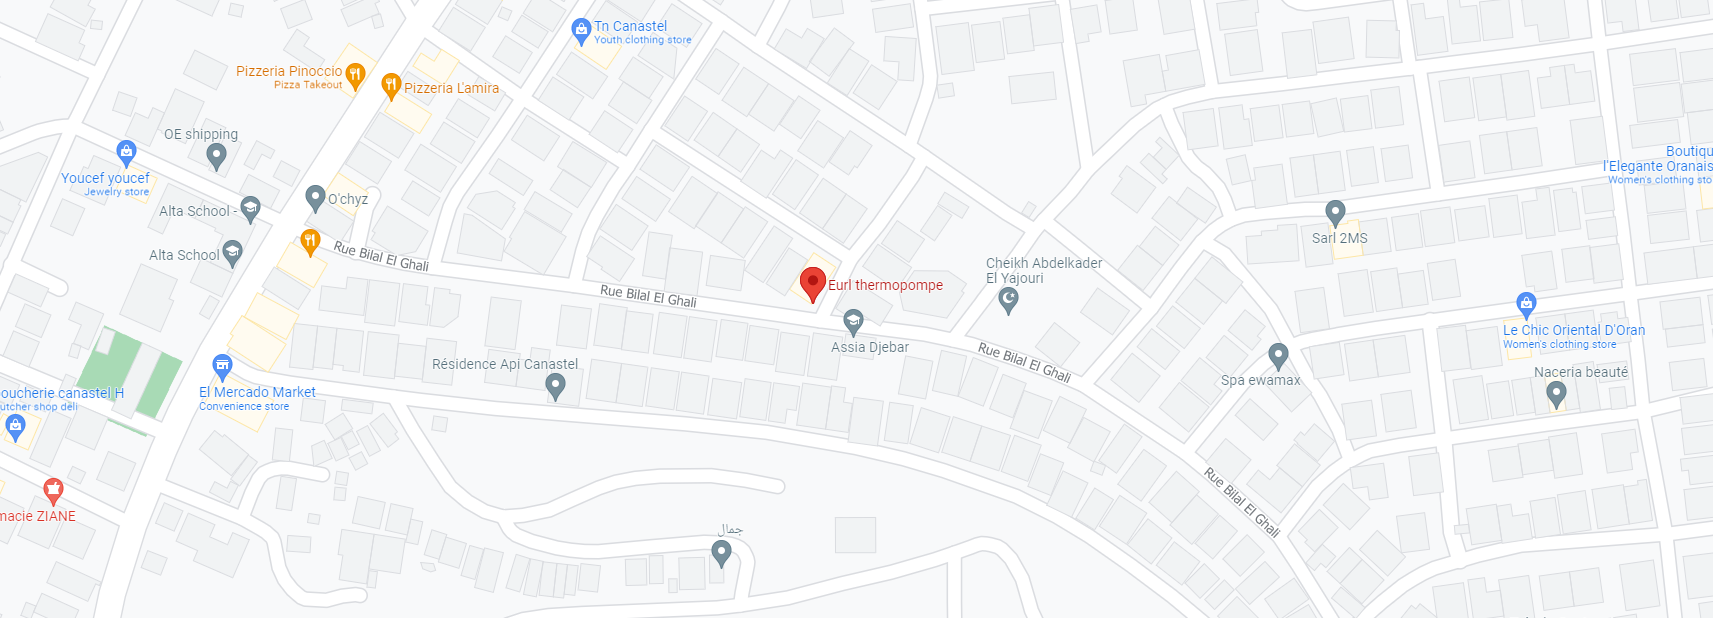 Tn Canastel
Youth clothing store
Pizzeria Pinoccio
Pizza Takeout
Pizzeria L'amira
OE shipping
Youcef youcef
Jewelry store
Alta School -
O'chyz
Alta School
Rue Bilal El Ghali
Rue Bilal El Ghali
Eurl thermopompe
Cheikh Abdelkader
El Yajouri
Assia Djebar
Rue Bilal El Ghali
Résidence Api Canastel
El Mercado Market
Convenience store
oucherie canastel H
utcher shop deli
macie ZIANE
جمال
Rue Bilal El Ghali
Boutiqu
l'Elegante Oranais
Women's clothing sto
Sarl 2MS
Le Chic Oriental D'Oran
Women's clothing store
Spa ewamax
Naceria beauté